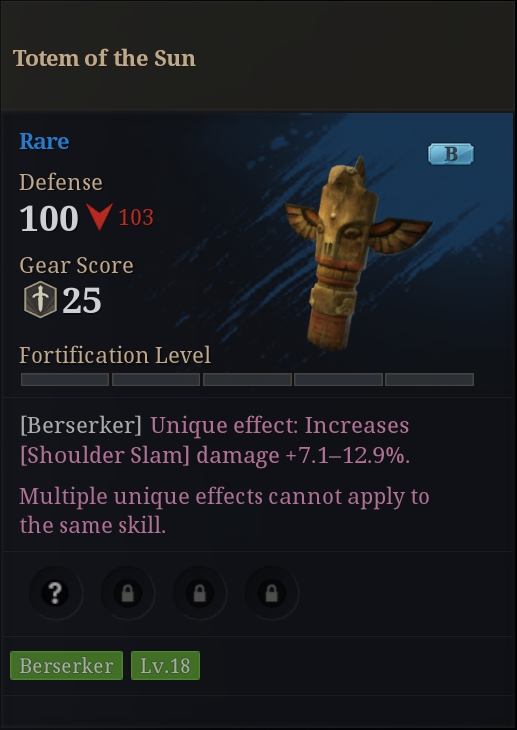 Totem of the Sun
Rare
B
Defense
100 103
Gear Score
25
Fortification Level
[Berserker] Unique effect: Increases
[Shoulder Slam] damage +7.1–12.9%.
Multiple unique effects cannot apply to
the same skill.
?
Berserker Lv.18